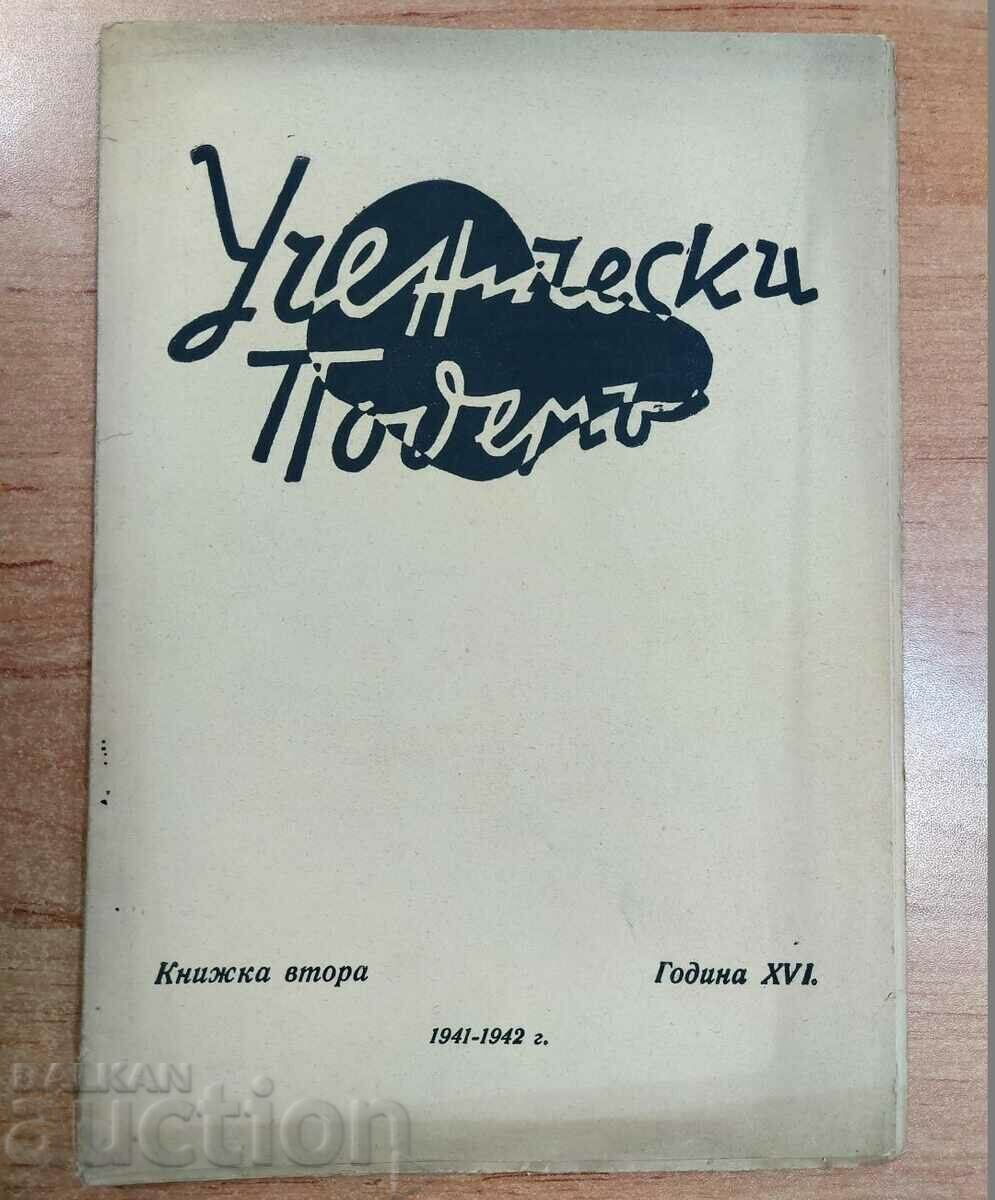 Ученически
Подемъ
Книжка втора
Година XVI.
1941-1942 г.
BALKAN
auction